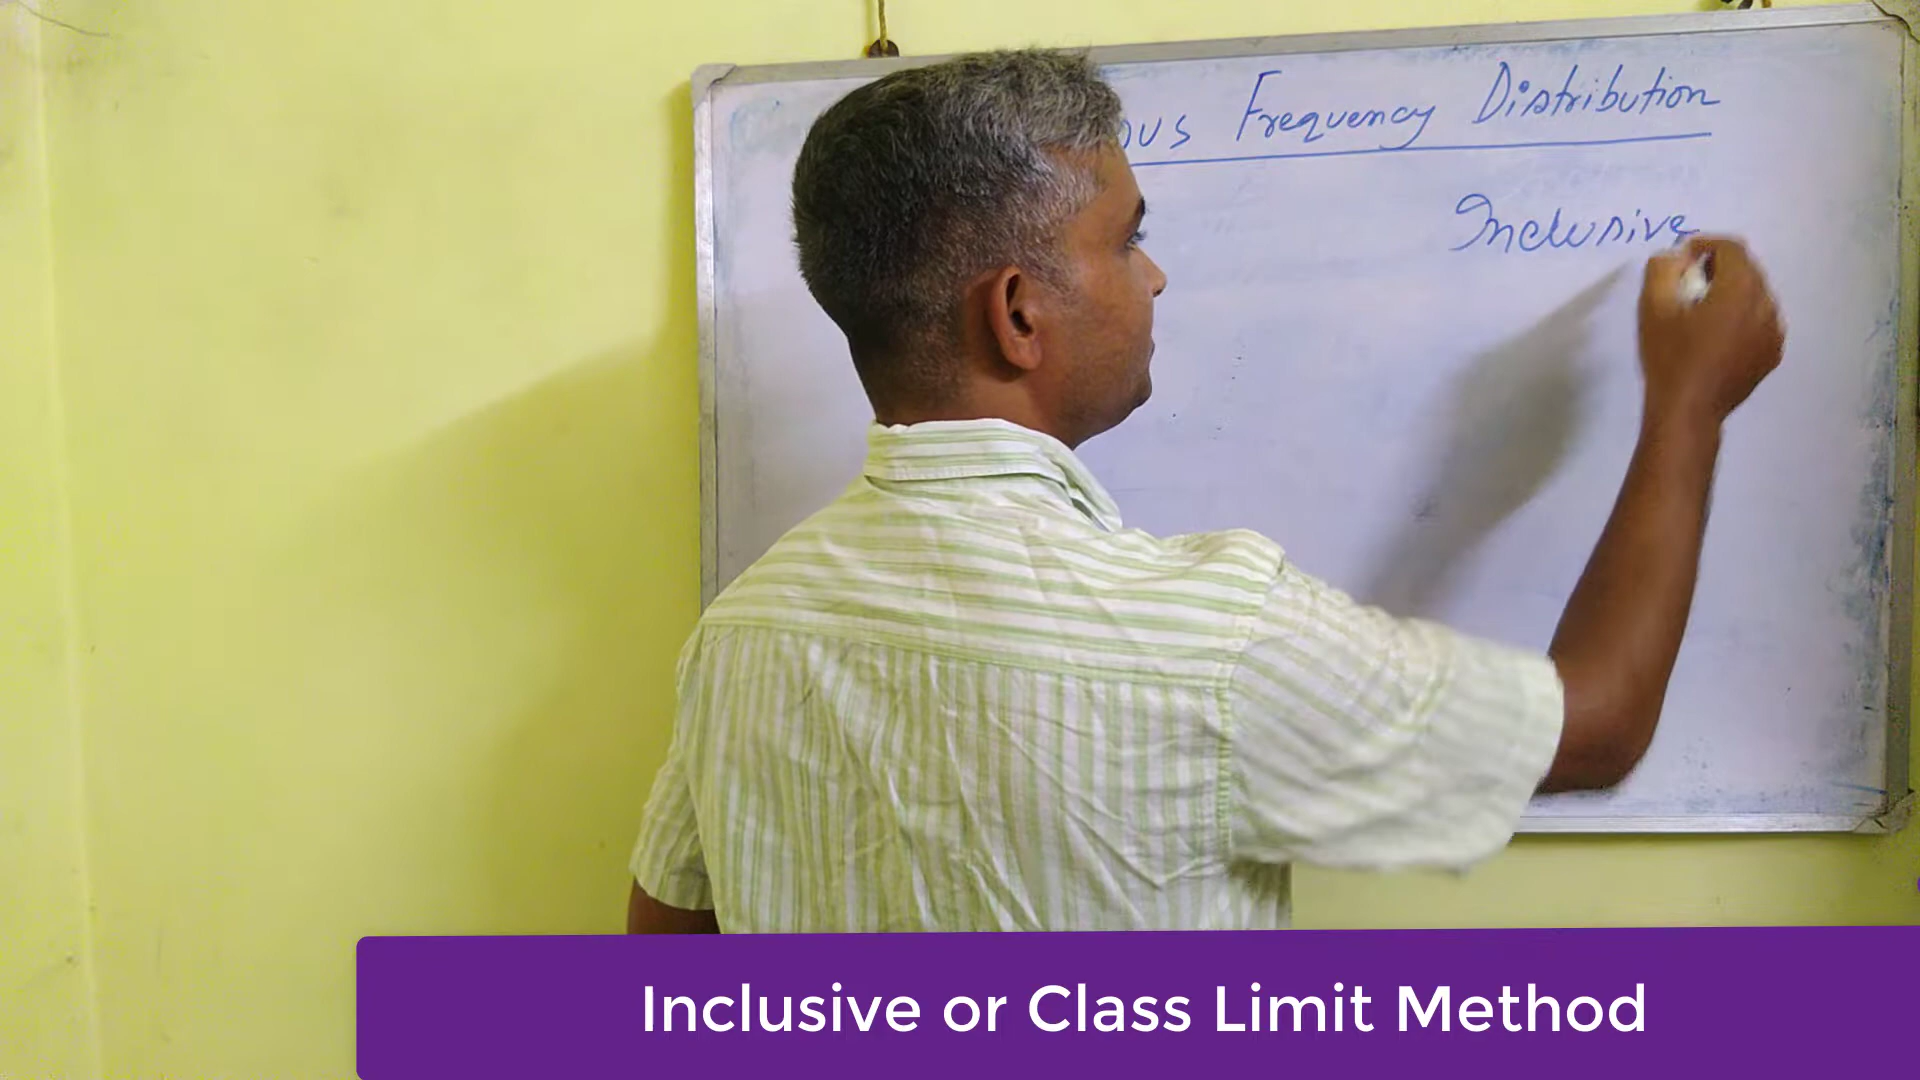 ous Frequency Distribution
Inclusive
Inclusive or Class Limit Method